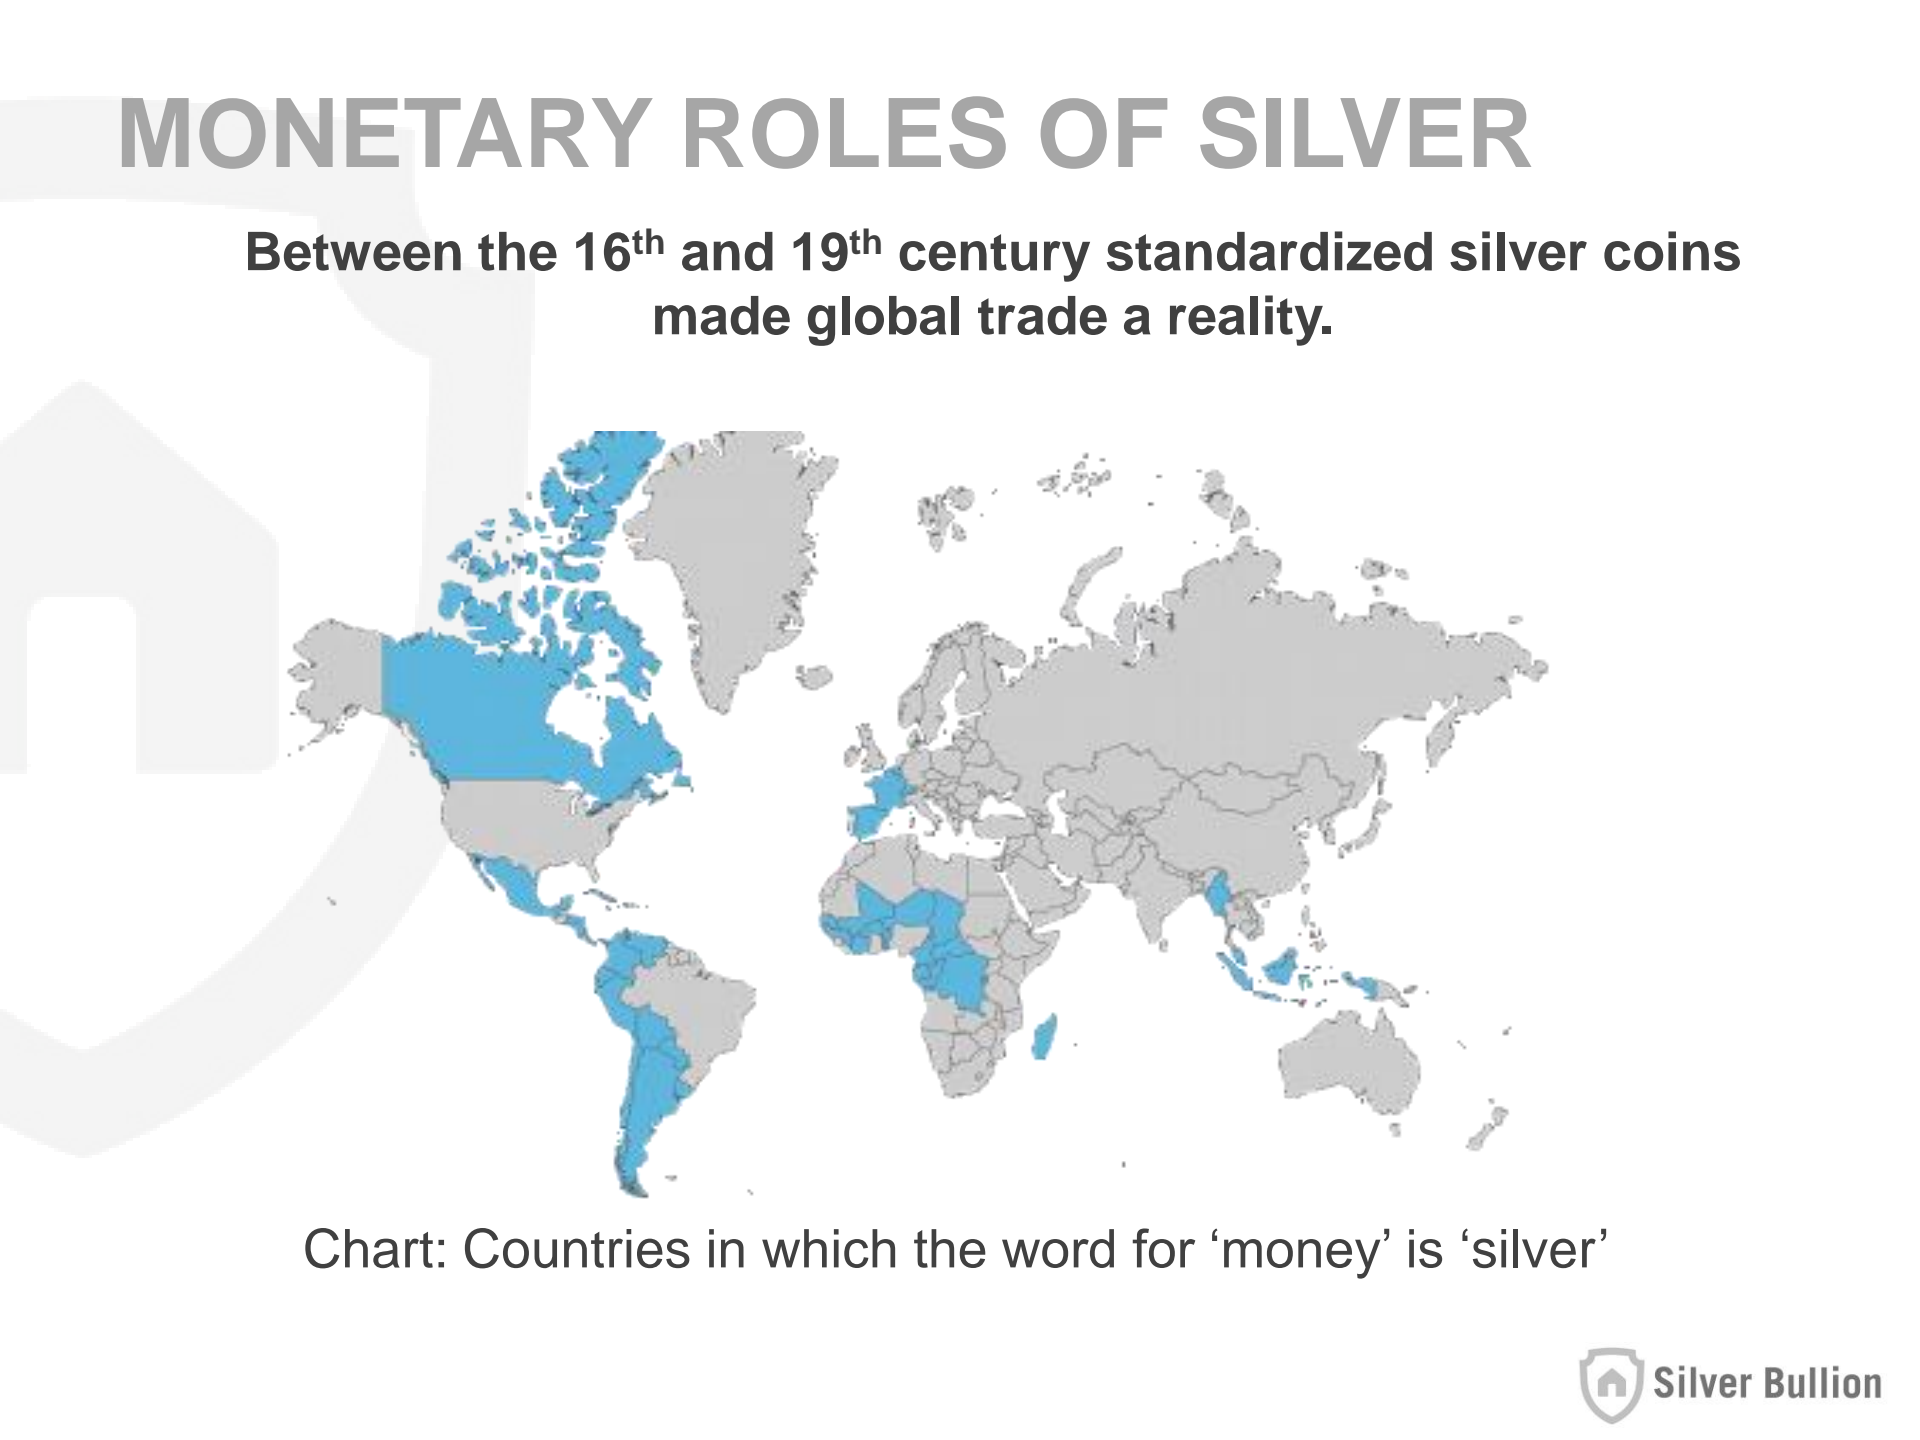 MONETARY ROLES OF SILVER
Between the 16th and 19th century standardized silver coins
made global trade a reality.
Chart: Countries in which the word for ‘money’ is ‘silver’
Silver Bullion